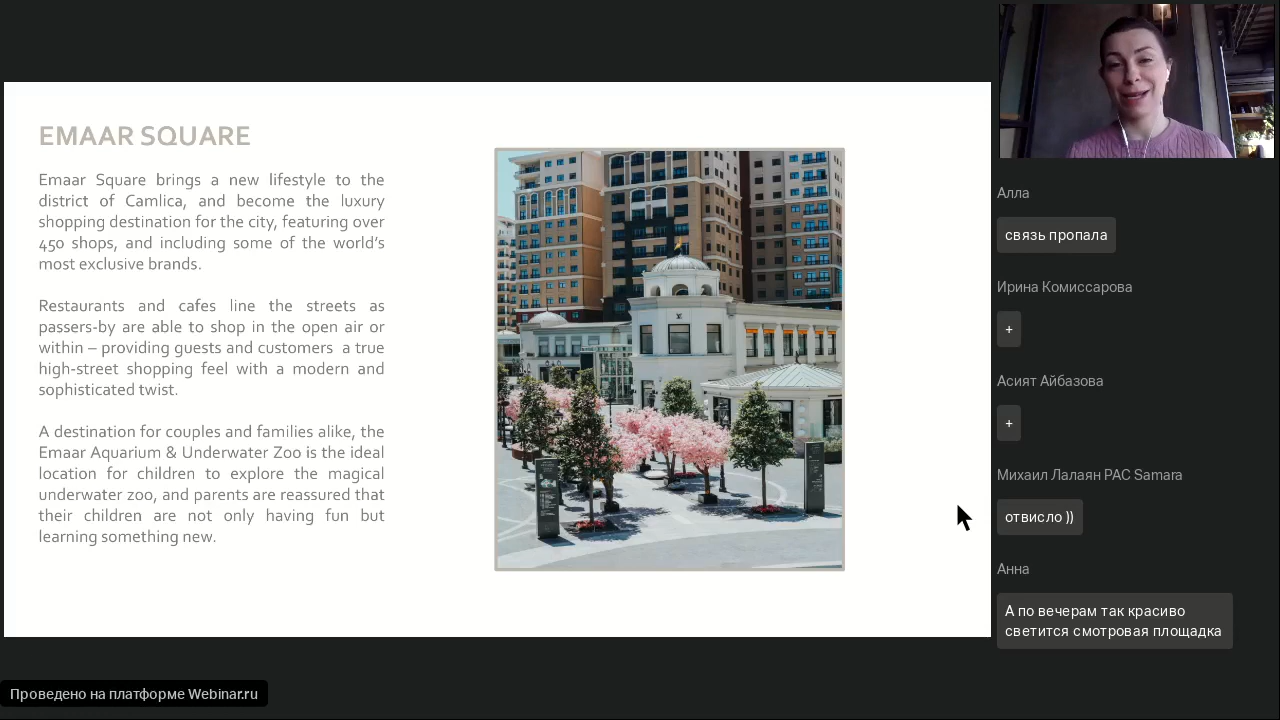 EMAAR SQUARE
Emaar Square brings a new lifestyle to the
district of Camlica, and become the luxury
shopping destination for the city, featuring over
450 shops, and including some of the world's
most exclusive brands.
Restaurants and cafes line the streets as
passers-by are able to shop in the open air or
within – providing guests and customers a true
high-street shopping feel with a modern and
sophisticated twist.
A destination for couples and families alike, the
Emaar Aquarium & Underwater Zoo is the ideal
location for children to explore the magical
underwater zoo, and parents are reassured that
their children are not only having fun but
learning something new.
Алла
связь пропала
Ирина Комиссарова
+
Асият Айбазова
+
Михаил Лалаян PAC Samara
отвисло ))
Анна
А по вечерам так красиво
светится смотровая площадка
Проведено на платформе Webinar.ru